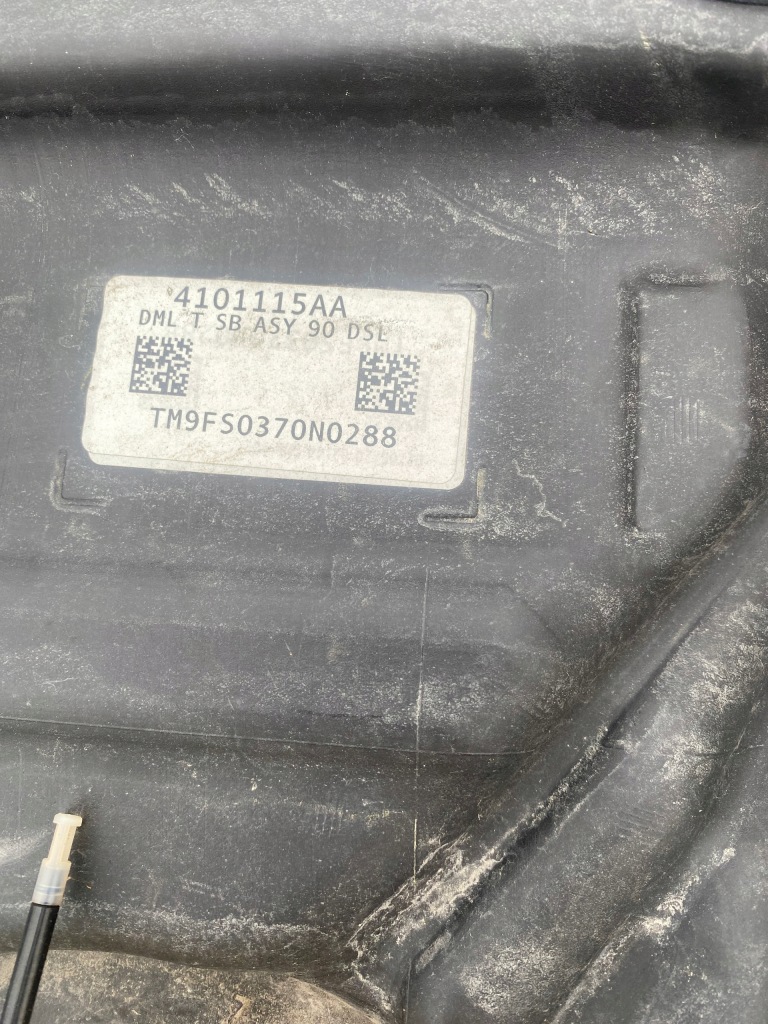 4101115AA
DML T SB ASY 90 DSL
TM9FS0370N0288